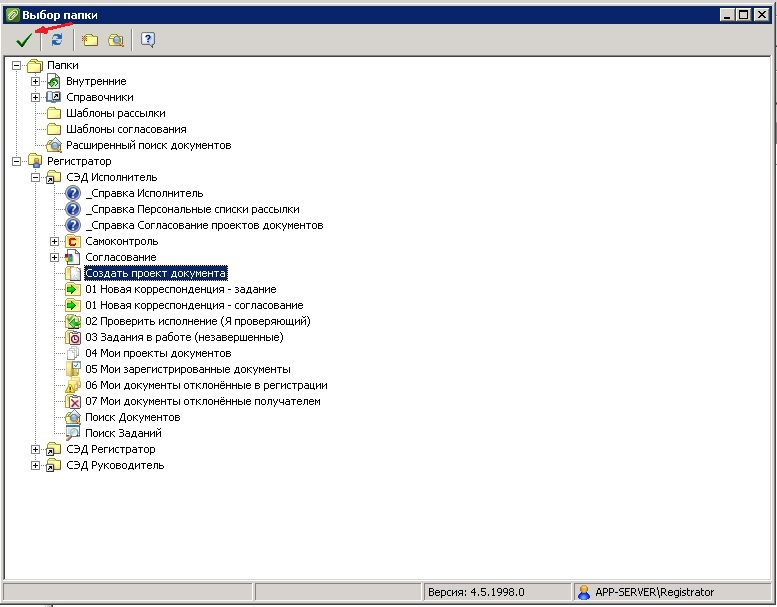 Выбор папки
Папки
Внутренние
Справочники
Шаблоны рассылки
Шаблоны согласования
Расширенный поиск документов
Регистратор
СЭД Исполнитель
_Справка Исполнитель
_Справка Персональные списки рассылки
_Справка Согласование проектов документов
Самоконтроль
Согласование
Создать проект документа
01 Новая корреспонденция - задание
01 Новая корреспонденция - согласование
02 Проверить исполнение (Я проверяющий)
03 Задания в работе (незавершенные)
04 Мои проекты документов
05 Мои зарегистрированные документы
06 Мои документы отклонённые в регистрации
07 Мои документы отклонённые получателем
Поиск Документов
Поиск Заданий
СЭД Регистратор
СЭД Руководитель
Версия: 4.5.1998.0 APP-SERVER\Registrator